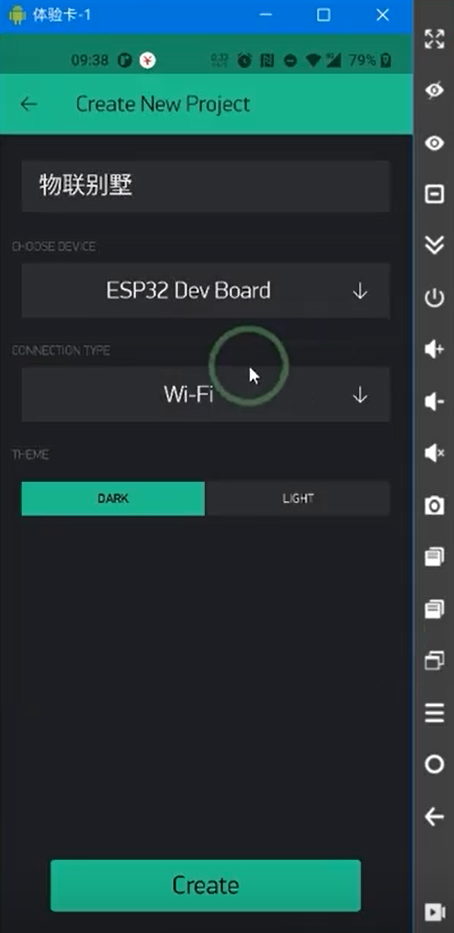 体验卡-1
09:38
79%
Create New Project
物联别墅
CHOOSE DEVICE
ESP32 Dev Board
CONNECTION TYPE
Wi-Fi
THEME
DARK LIGHT
Create